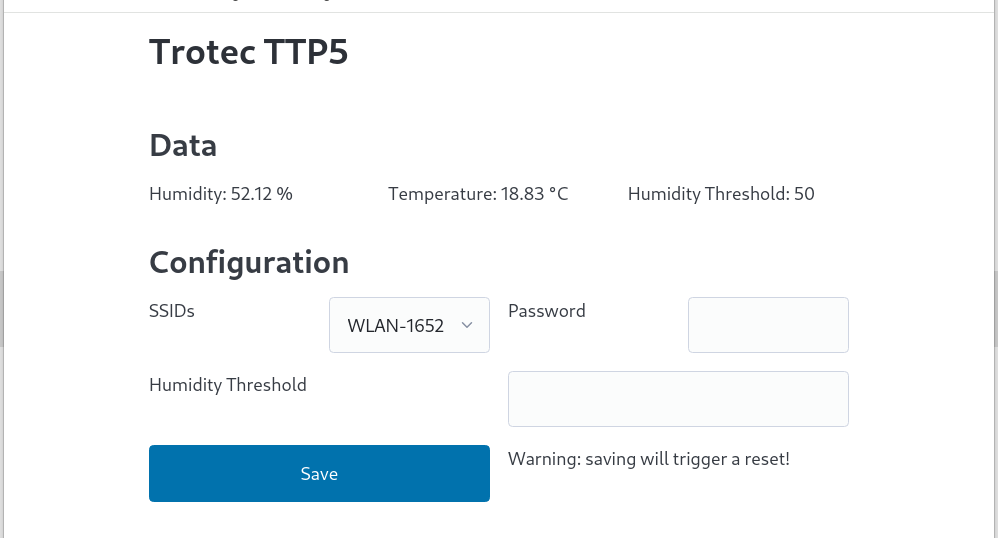 Trotec TTP5
Data
Humidity: 52.12 %
Temperature: 18.83 °C
Humidity Threshold: 50
Configuration
SSIDs
WLAN-1652
Password
Humidity Threshold
Save
Warning: saving will trigger a reset!